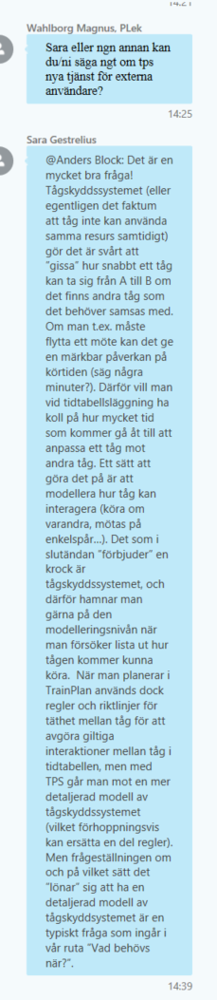 14:21
Wahlborg Magnus, PLek
Sara eller ngn annan kan
du/ni säga ngt om tps
nya tjänst för externa
användare?
14:25
Sara Gestrelius
@Anders Block: Det är en
mycket bra fråga!
Tågskyddssystemet (eller
egentligen det faktum
att tåg inte kan använda
samma resurs samtidigt)
gör det är svårt att
"gissa" hur snabbt ett tåg
kan ta sig från A till B om
det finns andra tåg som
det behöver samsas med.
Om man t.ex. måste
flytta ett möte kan det ge
en märkbar påverkan på
körtiden (säg några
minuter?). Därför vill man
vid tidtabellsläggning ha
koll på hur mycket tid
som kommer gå åt till att
anpassa ett tåg mot
andra tåg. Ett sätt att
göra det på är att
modellera hur tåg kan
interagera (köra om
varandra, mötas på
enkelspår...). Det som i
slutändan "förbjuder" en
krock är
tågskyddssystemet, och
därför hamnar man
gärna på den
modelleringsnivån när
man försöker lista ut hur
tågen kommer kunna
köra.  När man planerar i
TrainPlan används dock
regler och riktlinjer för
täthet mellan tåg för att
avgöra giltiga
interaktioner mellan tåg i
tidtabellen, men med
TPS går man mot en mer
detaljerad modell av
tågskyddssystemet
(vilket förhoppningsvis
kan ersätta en del regler).
Men frågeställningen om
och på vilket sätt det
"lönar" sig att ha en
detaljerad modell av
tågskyddssystemet är en
typiskt fråga som ingår i
vår ruta "Vad behövs
när?".
14:39